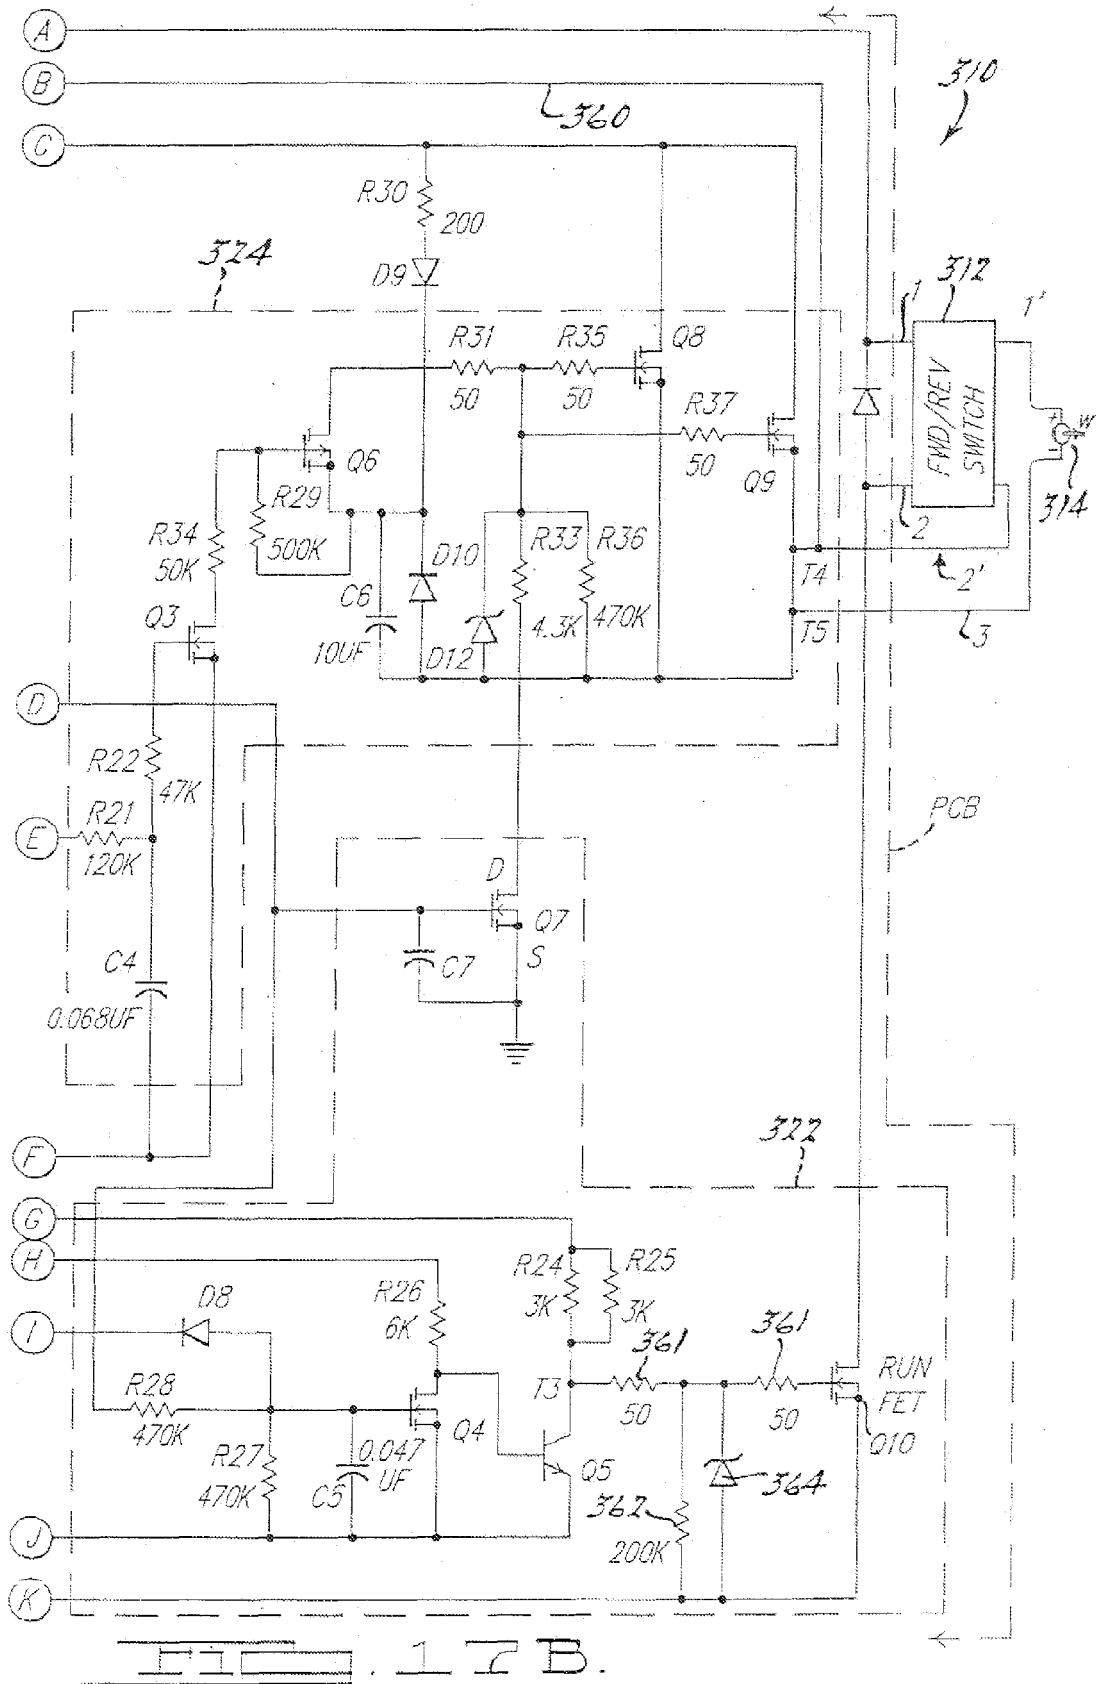 A
310
B
360
C
R30
200
324
D9
312
1
1'
R31
R35
Q8
50
50
R37
FWD/REV
SWITCH
+
W
50
Q6
Q9
314
R29
2
R34
500K
R33
R36
50K
D10
T4
2'
C6
Q3
4.3K
470K
T5
3
10UF
D12
D
R22
47K
R21
PCB
E
120K
D
Q7
C4
C7
S
0.068UF
322
F
G
R24
R25
H
D8
R26
3K
3K
6K
361
361
I
RUN
FET
R28
T3
50
50
470K
Q4
Q10
R27
0.047
UF
Q5
364
470K
C5
362
200K
J
K
FIG. 17B.